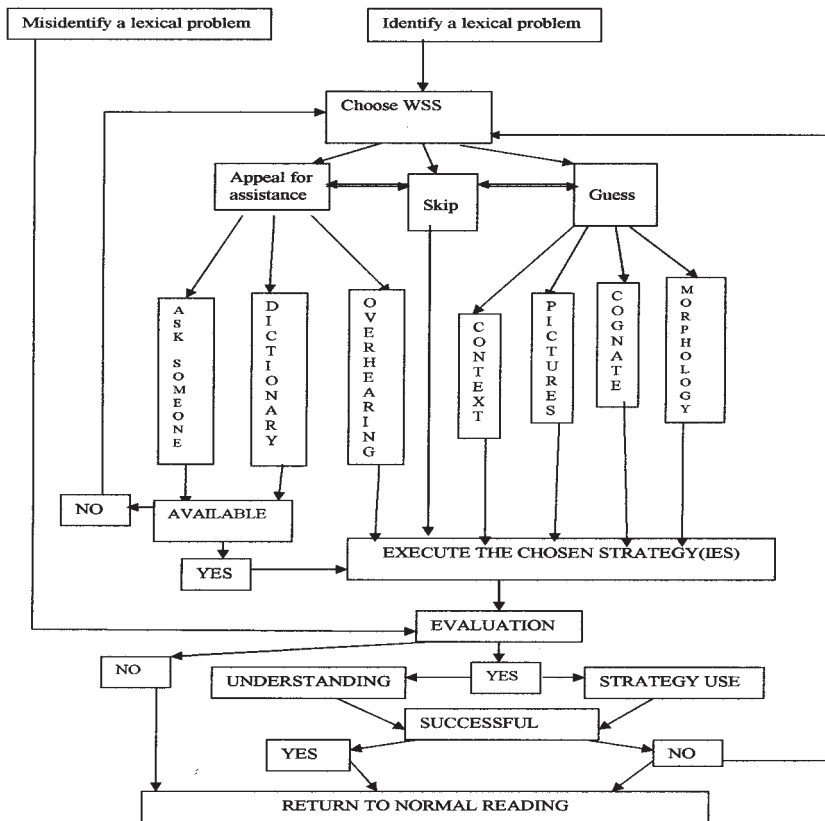 Misidentify a lexical problem
Identify a lexical problem
Choose WSS
Appeal for
assistance
Skip
Guess
ASK SOMEONE
DICTIONARY
OVERHEARING
CONTEXT
PICTURES
COGNATE
MORPHOLOGY
NO
AVAILABLE
YES
EXECUTE THE CHOSEN STRATEGY(IES)
EVALUATION
NO
YES
UNDERSTANDING
STRATEGY USE
SUCCESSFUL
YES
NO
RETURN TO NORMAL READING